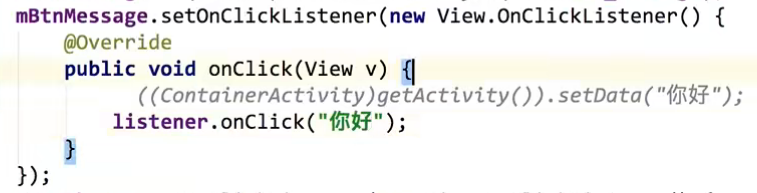 mBtnMessage.setOnClickListener(new View.OnClickListener() {
@Override
public void onClick(View v) {
((ContainerActivity)getActivity()).setData("你好");
listener.onClick("你好");
}
});